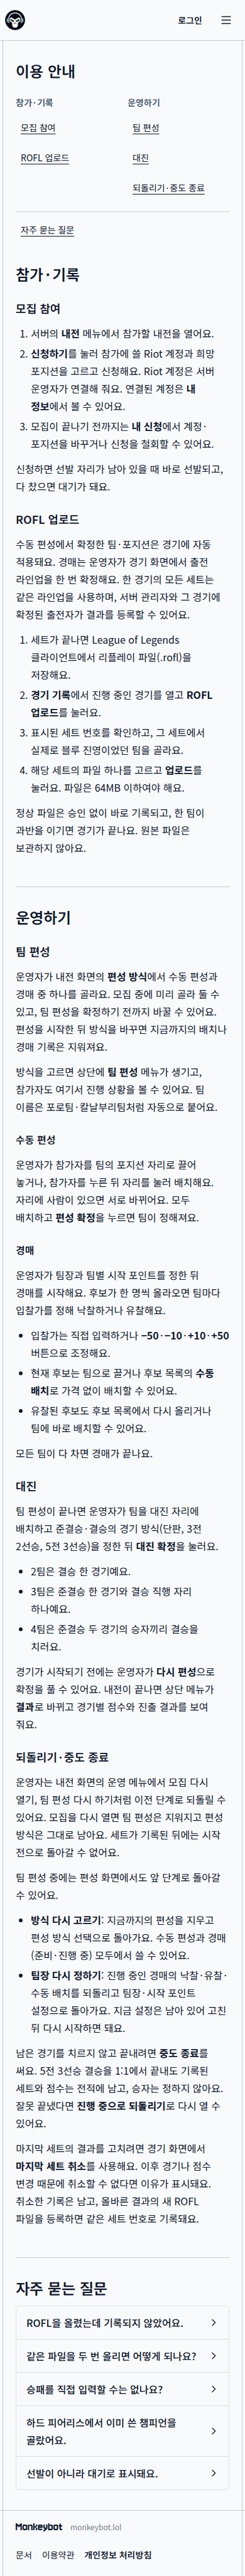 로그인
이용 안내
참가·기록
운영하기
모집 참여
팀 편성
ROFL 업로드
대진
되돌리기·중도 종료
자주 묻는 질문
참가·기록
모집 참여
1. 서버의 내전 메뉴에서 참가할 내전을 열어요.
2. 신청하기를 눌러 참가에 쓸 Riot 계정과 희망
포지션을 고르고 신청해요. Riot 계정은 서버
운영자가 연결해 줘요. 연결된 계정은 내
정보에서 볼 수 있어요.
3. 모집이 끝나기 전까지는 내 신청에서 계정·
포지션을 바꾸거나 신청을 철회할 수 있어요.
신청하면 선발 자리가 남아 있을 때 바로 선발되고,
다 찼으면 대기가 돼요.
ROFL 업로드
수동 편성에서 확정한 팀·포지션은 경기에 자동
적용돼요. 경매는 운영자가 경기 화면에서 출전
라인업을 한 번 확정해요. 한 경기의 모든 세트는
같은 라인업을 사용하며, 서버 관리자와 그 경기에
확정된 출전자가 결과를 등록할 수 있어요.
1. 세트가 끝나면 League of Legends
클라이언트에서 리플레이 파일(.rofl)을
저장해요.
2. 경기 기록에서 진행 중인 경기를 열고 ROFL
업로드를 눌러요.
3. 표시된 세트 번호를 확인하고, 그 세트에서
실제로 블루 진영이었던 팀을 골라요.
4. 해당 세트의 파일 하나를 고르고 업로드를
눌러요. 파일은 64MB 이하여야 해요.
정상 파일은 승인 없이 바로 기록되고, 한 팀이
과반을 이기면 경기가 끝나요. 원본 파일은
보관하지 않아요.
운영하기
팀 편성
운영자가 내전 화면의 편성 방식에서 수동 편성과
경매 중 하나를 골라요. 모집 중에 미리 골라 둘 수
있고, 팀 편성을 확정하기 전까지 바꿀 수 있어요.
편성을 시작한 뒤 방식을 바꾸면 지금까지의 배치나
경매 기록은 지워져요.
방식을 고르면 상단에 팀 편성 메뉴가 생기고,
참가자도 여기서 진행 상황을 볼 수 있어요. 팀
이름은 포로팀·칼날부리팀처럼 자동으로 붙어요.
수동 편성
운영자가 참가자를 팀의 포지션 자리로 끌어
놓거나, 참가자를 누른 뒤 자리를 눌러 배치해요.
자리에 사람이 있으면 서로 바뀌어요. 모두
배치하고 편성 확정을 누르면 팀이 정해져요.
경매
운영자가 팀장과 팀별 시작 포인트를 정한 뒤
경매를 시작해요. 후보가 한 명씩 올라오면 팀마다
입찰가를 정해 낙찰하거나 유찰해요.
• 입찰가는 직접 입력하거나 −50·−10·+10·+50
버튼으로 조정해요.
• 현재 후보는 팀으로 끌거나 후보 목록의 수동
배치로 가격 없이 배치할 수 있어요.
• 유찰된 후보도 후보 목록에서 다시 올리거나
팀에 바로 배치할 수 있어요.
모든 팀이 다 차면 경매가 끝나요.
대진
팀 편성이 끝나면 운영자가 팀을 대진 자리에
배치하고 준결승·결승의 경기 방식(단판, 3전
2선승, 5전 3선승)을 정한 뒤 대진 확정을 눌러요.
• 2팀은 결승 한 경기예요.
• 3팀은 준결승 한 경기와 결승 직행 자리
하나예요.
• 4팀은 준결승 두 경기의 승자끼리 결승을
치러요.
경기가 시작되기 전에는 운영자가 다시 편성으로
확정을 풀 수 있어요. 내전이 끝나면 상단 메뉴가
결과로 바뀌고 경기별 점수와 진출 결과를 보여
줘요.
되돌리기·중도 종료
운영자는 내전 화면의 운영 메뉴에서 모집 다시
열기, 팀 편성 다시 하기처럼 이전 단계로 되돌릴 수
있어요. 모집을 다시 열면 팀 편성은 지워지고 편성
방식은 그대로 남아요. 세트가 기록된 뒤에는 시작
전으로 돌아갈 수 없어요.
팀 편성 중에는 편성 화면에서도 앞 단계로 돌아갈
수 있어요.
• 방식 다시 고르기: 지금까지의 편성을 지우고
편성 방식 선택으로 돌아가요. 수동 편성과 경매
(준비·진행 중) 모두에서 쓸 수 있어요.
• 팀장 다시 정하기: 진행 중인 경매의 낙찰·유찰·
수동 배치를 되돌리고 팀장·시작 포인트
설정으로 돌아가요. 지금 설정은 남아 있어 고친
뒤 다시 시작하면 돼요.
남은 경기를 치르지 않고 끝내려면 중도 종료를
써요. 5전 3선승 결승을 1:1에서 끝내도 기록된
세트와 점수는 전적에 남고, 승자는 정하지 않아요.
잘못 끝냈다면 진행 중으로 되돌리기로 다시 열 수
있어요.
마지막 세트의 결과를 고치려면 경기 화면에서
마지막 세트 취소를 사용해요. 이후 경기나 점수
변경 때문에 취소할 수 없다면 이유가 표시돼요.
취소한 기록은 남고, 올바른 결과의 새 ROFL
파일을 등록하면 같은 세트 번호로 기록돼요.
자주 묻는 질문
ROFL을 올렸는데 기록되지 않았어요.
같은 파일을 두 번 올리면 어떻게 되나요?
승패를 직접 입력할 수는 없나요?
하드 피어리스에서 이미 쓴 챔피언을
골랐어요.
선발이 아니라 대기로 표시돼요.
Monkeybot monkeybot.lol
문서 이용약관 개인정보 처리방침